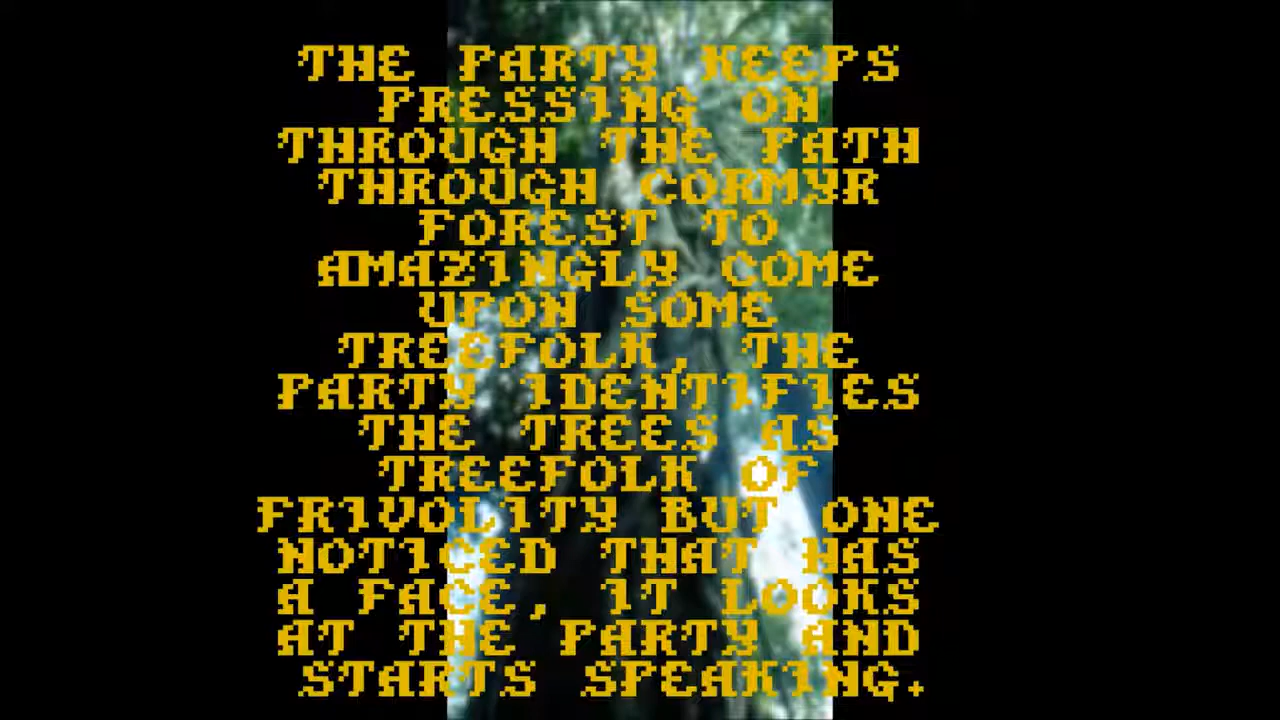 THE PARTY KEEPS
PRESSING ON
THROUGH THE PATH
THROUGH CORMYR
FOREST TO
AMAZINGLY COME
UPON SOME
TREEFOLK, THE
PARTY IDENTIFIES
THE TREES AS
TREEFOLK OF
FRIVOLITY BUT ONE
NOTICED THAT HAS
A FACE, IT LOOKS
AT THE PARTY AND
STARTS SPEAKING.